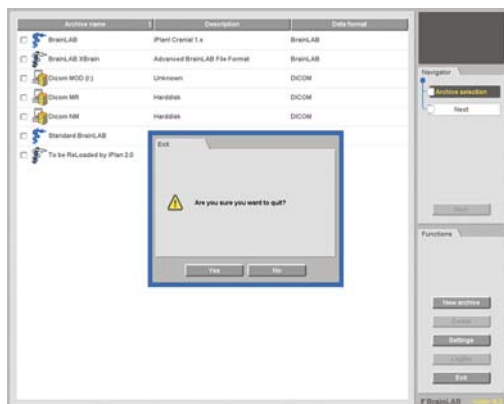 Archive name Description Data format
BrainLAB iPlant Cranial 1.x BrainLAB
BrainLAB XBrain Advanced BrainLAB File Format BrainLAB
Dicom MOD (I:) Unknown DICOM
Dicom MR Harddisk DICOM
Dicom NM Harddisk DICOM
Standard BrainLAB
To be ReLoaded by iPlan 2.0
Exit
Are you sure you want to quit?
Yes No
Navigator
Archive selection
Next
Functions
New archive
Settings
Exit
BrainLAB